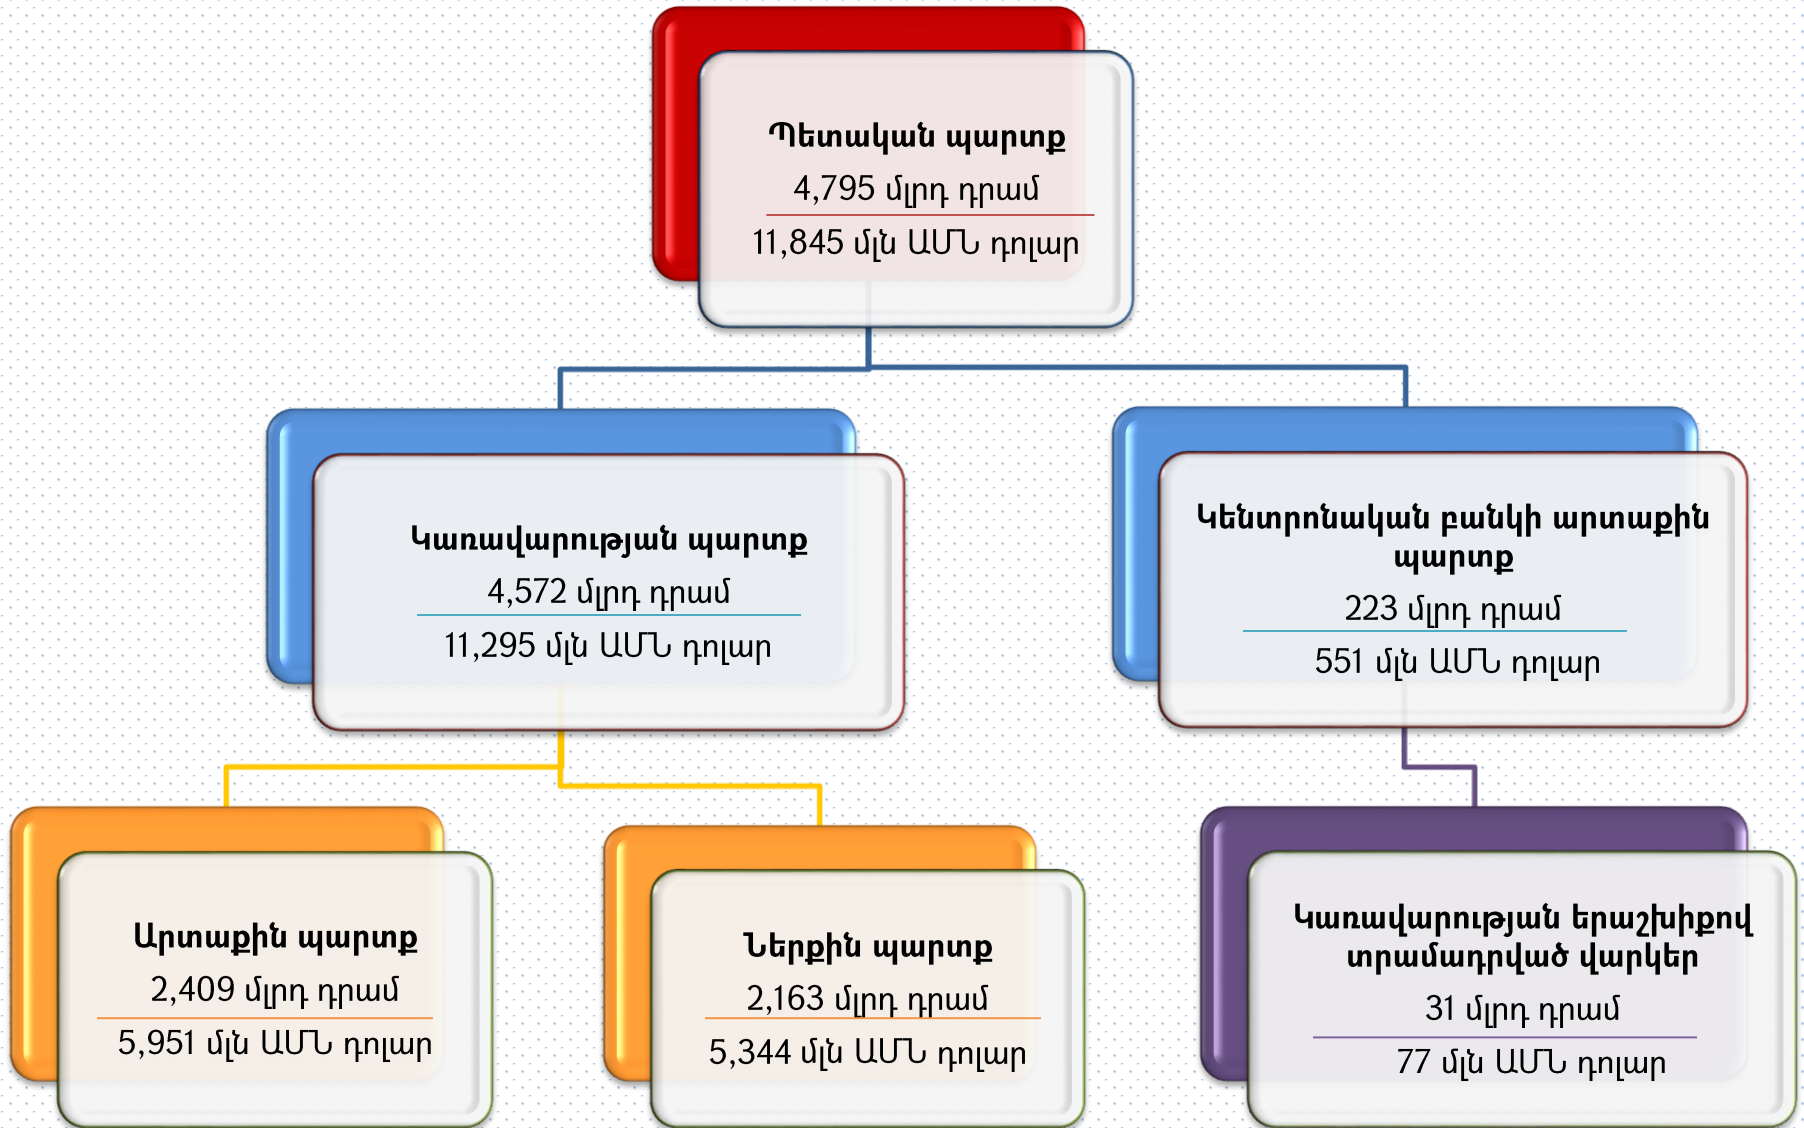 Պետական պարտք
4,795 մլրդ դրամ
11,845 մլն ԱՄՆ դոլար
Կառավարության պարտք
4,572 մլրդ դրամ
11,295 մլն ԱՄՆ դոլար
Կենտրոնական բանկի արտաքին
պարտք
223 մլրդ դրամ
551 մլն ԱՄՆ դոլար
Արտաքին պարտք
2,409 մլրդ դրամ
5,951 մլն ԱՄՆ դոլար
Ներքին պարտք
2,163 մլրդ դրամ
5,344 մլն ԱՄՆ դոլար
Կառավարության երաշխիքով
տրամադրված վարկեր
31 մլրդ դրամ
77 մլն ԱՄՆ դոլար